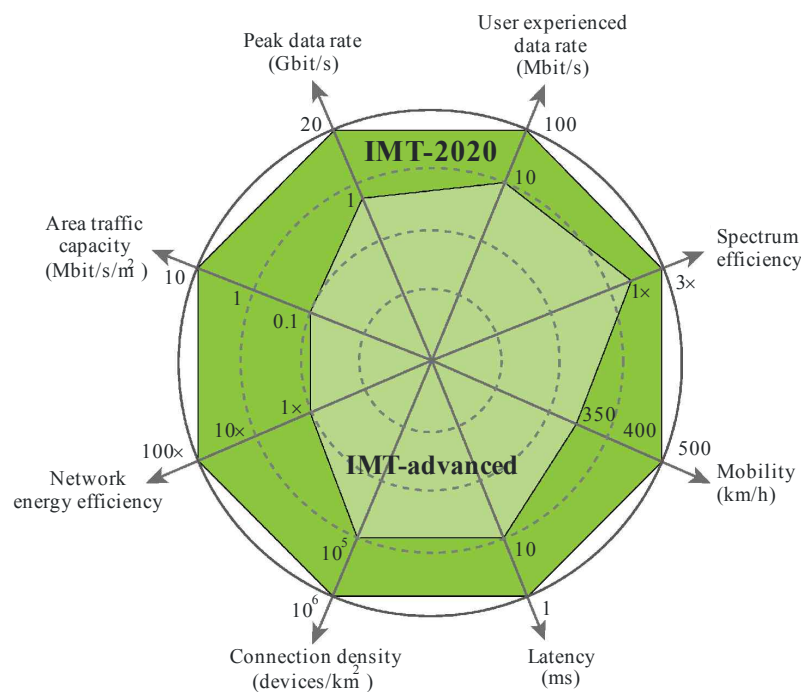 Peak data rate
(Gbit/s)
User experienced
data rate
(Mbit/s)
20
100
IMT-2020
1
10
Area traffic
capacity
(Mbit/s/m²)
Spectrum
efficiency
10
1
0.1
1×
3×
1×
10×
100×
350
400
500
Network
energy efficiency
Mobility
(km/h)
IMT-advanced
10⁵
10
10⁶
1
Connection density
(devices/km²)
Latency
(ms)